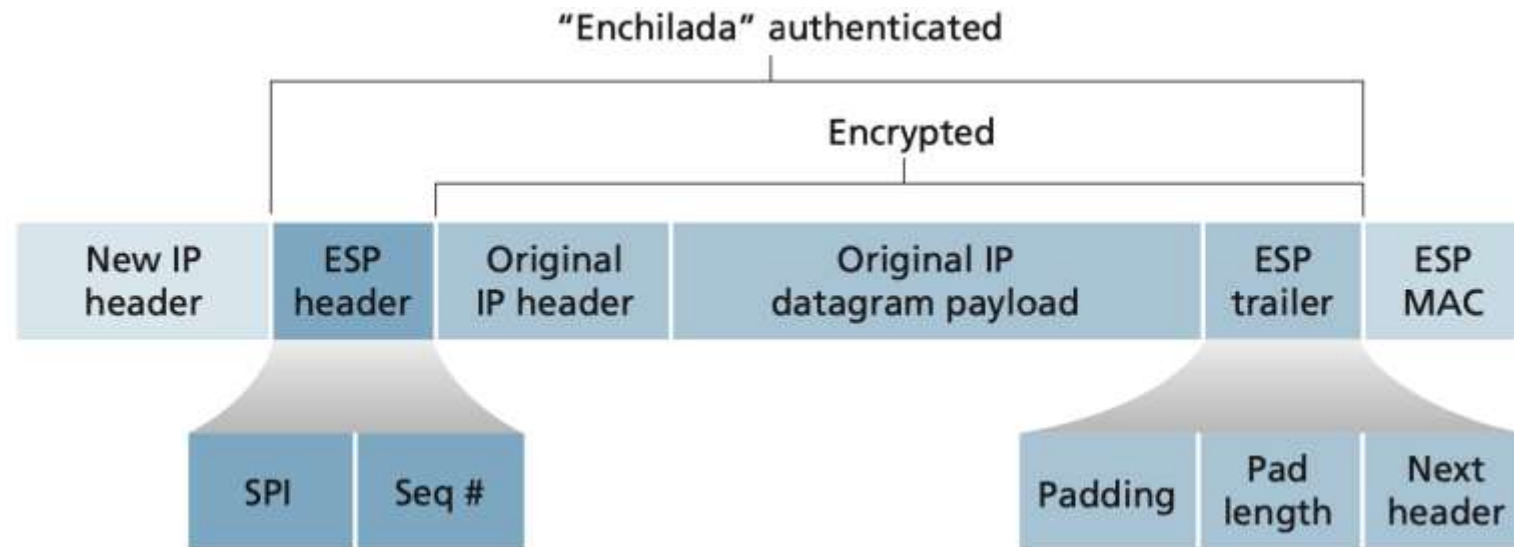 “Enchilada” authenticated
Encrypted
New IP
header
ESP
header
Original
IP header
Original IP
datagram payload
ESP
trailer
ESP
MAC
SPI
Seq #
Padding
Pad
length
Next
header